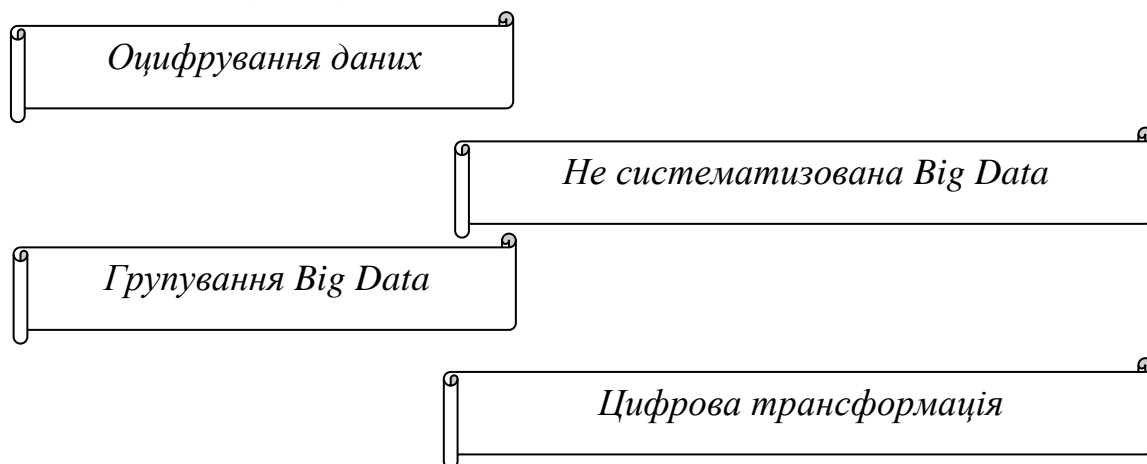 Оцифрування даних
Не систематизована Big Data
Групування Big Data
Цифрова трансформація